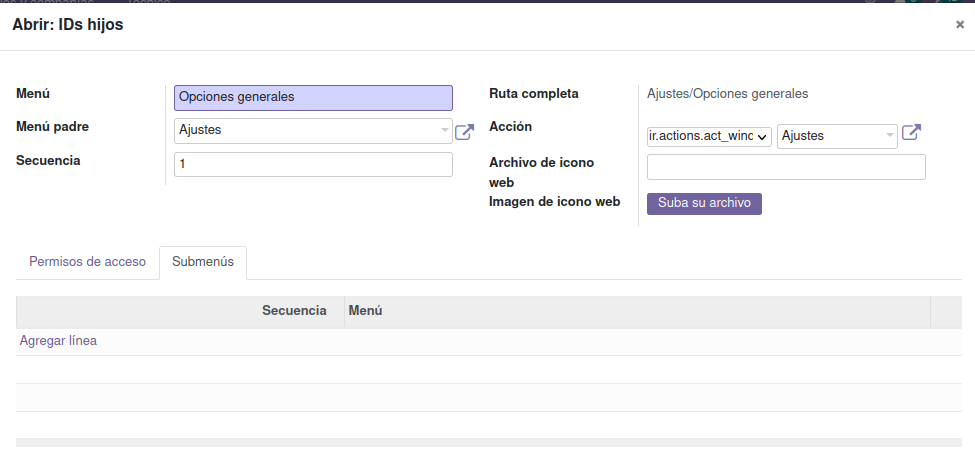 Abrir: IDs hijos ×
Menú Opciones generales Ruta completa Ajustes/Opciones generales
Menú padre Ajustes Acción ir.actions.act_wind Ajustes
Secuencia 1 Archivo de icono
web
Imagen de icono web Suba su archivo
Permisos de acceso Submenús
Secuencia Menú
Agregar línea